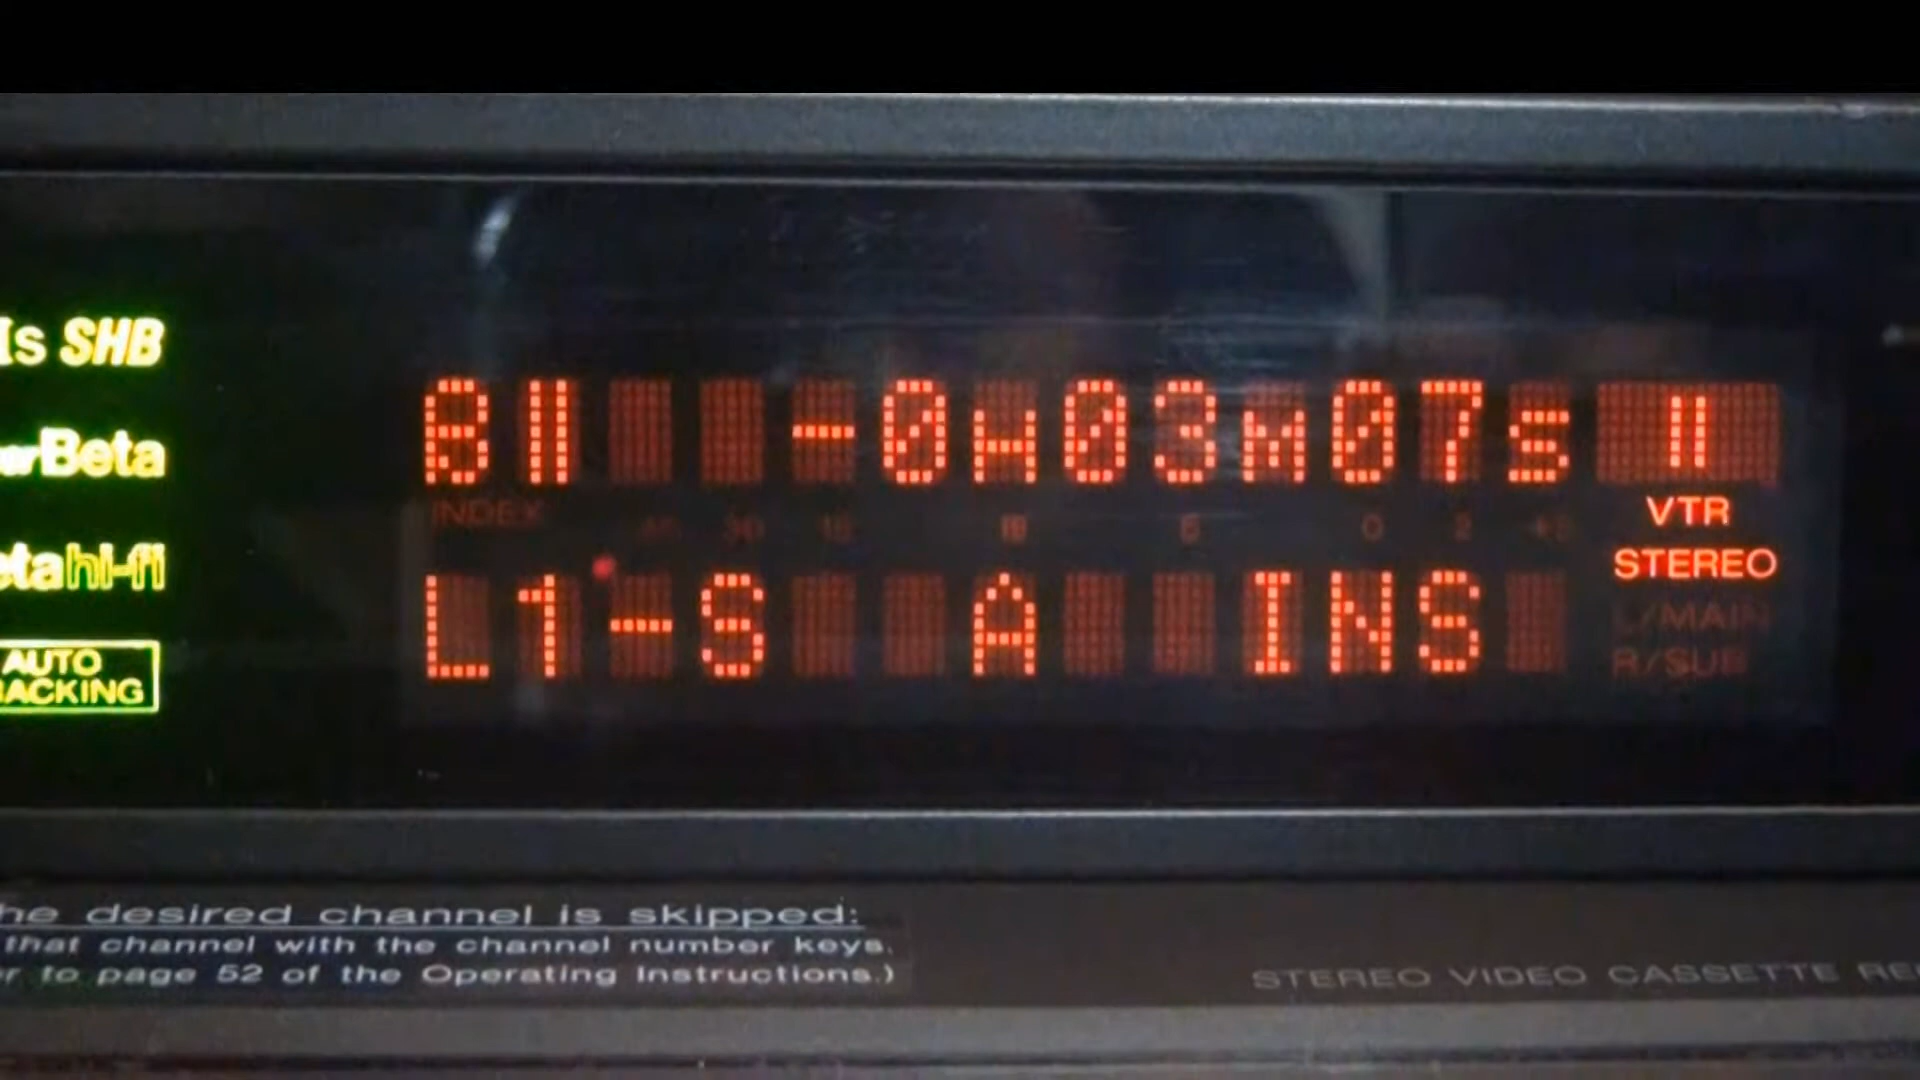 Is SHB
erBeta
etahi-fi
AUTO
RACKING
BII -0H03M07S II
INDEX
VTR
STEREO
L/MAIN
R/SUB
L1-S A INS
he desired channel is skipped:
that channel with the channel number keys.
r to page 52 of the Operating Instructions.)
STEREO VIDEO CASSETTE RE